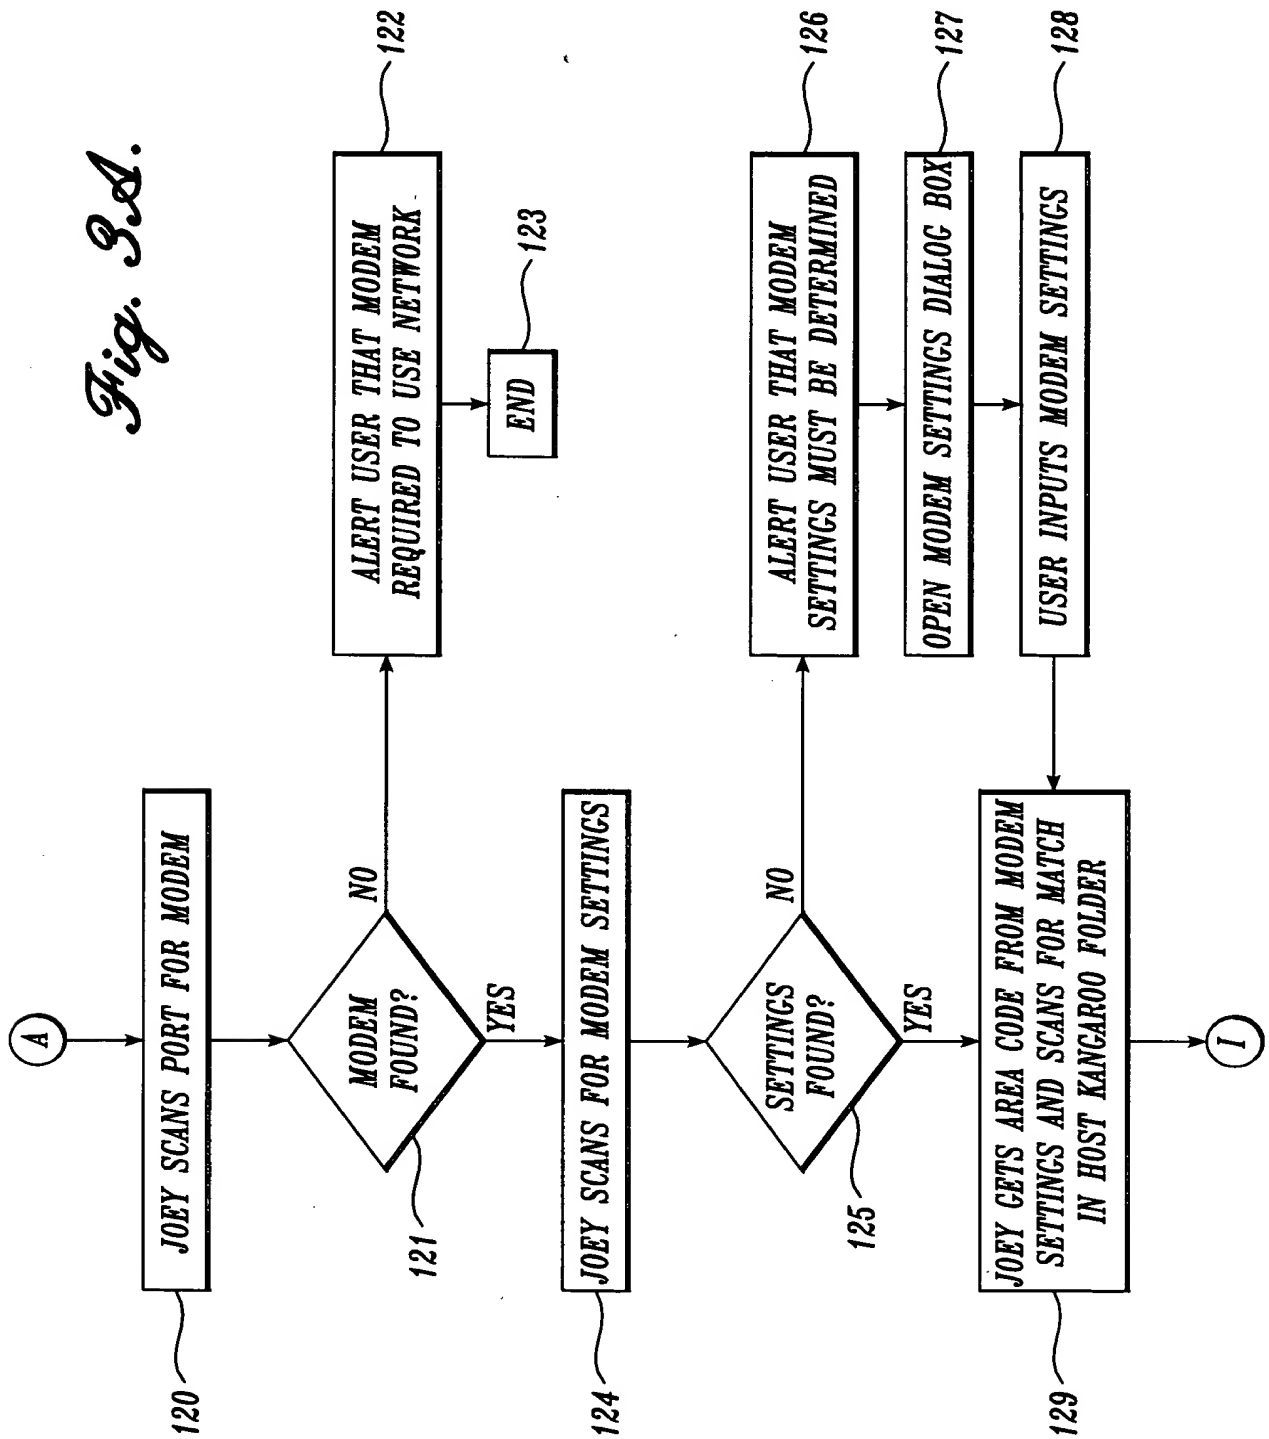 Fig. 3A.
A
JOEY SCANS PORT FOR MODEM
120
MODEM
FOUND?
121
NO
YES
ALERT USER THAT MODEM
REQUIRED TO USE NETWORK
122
END
123
JOEY SCANS FOR MODEM SETTINGS
124
SETTINGS
FOUND?
125
NO
YES
ALERT USER THAT MODEM
SETTINGS MUST BE DETERMINED
126
OPEN MODEM SETTINGS DIALOG BOX
127
USER INPUTS MODEM SETTINGS
128
JOEY GETS AREA CODE FROM MODEM
SETTINGS AND SCANS FOR MATCH
IN HOST KANGAROO FOLDER
129
I